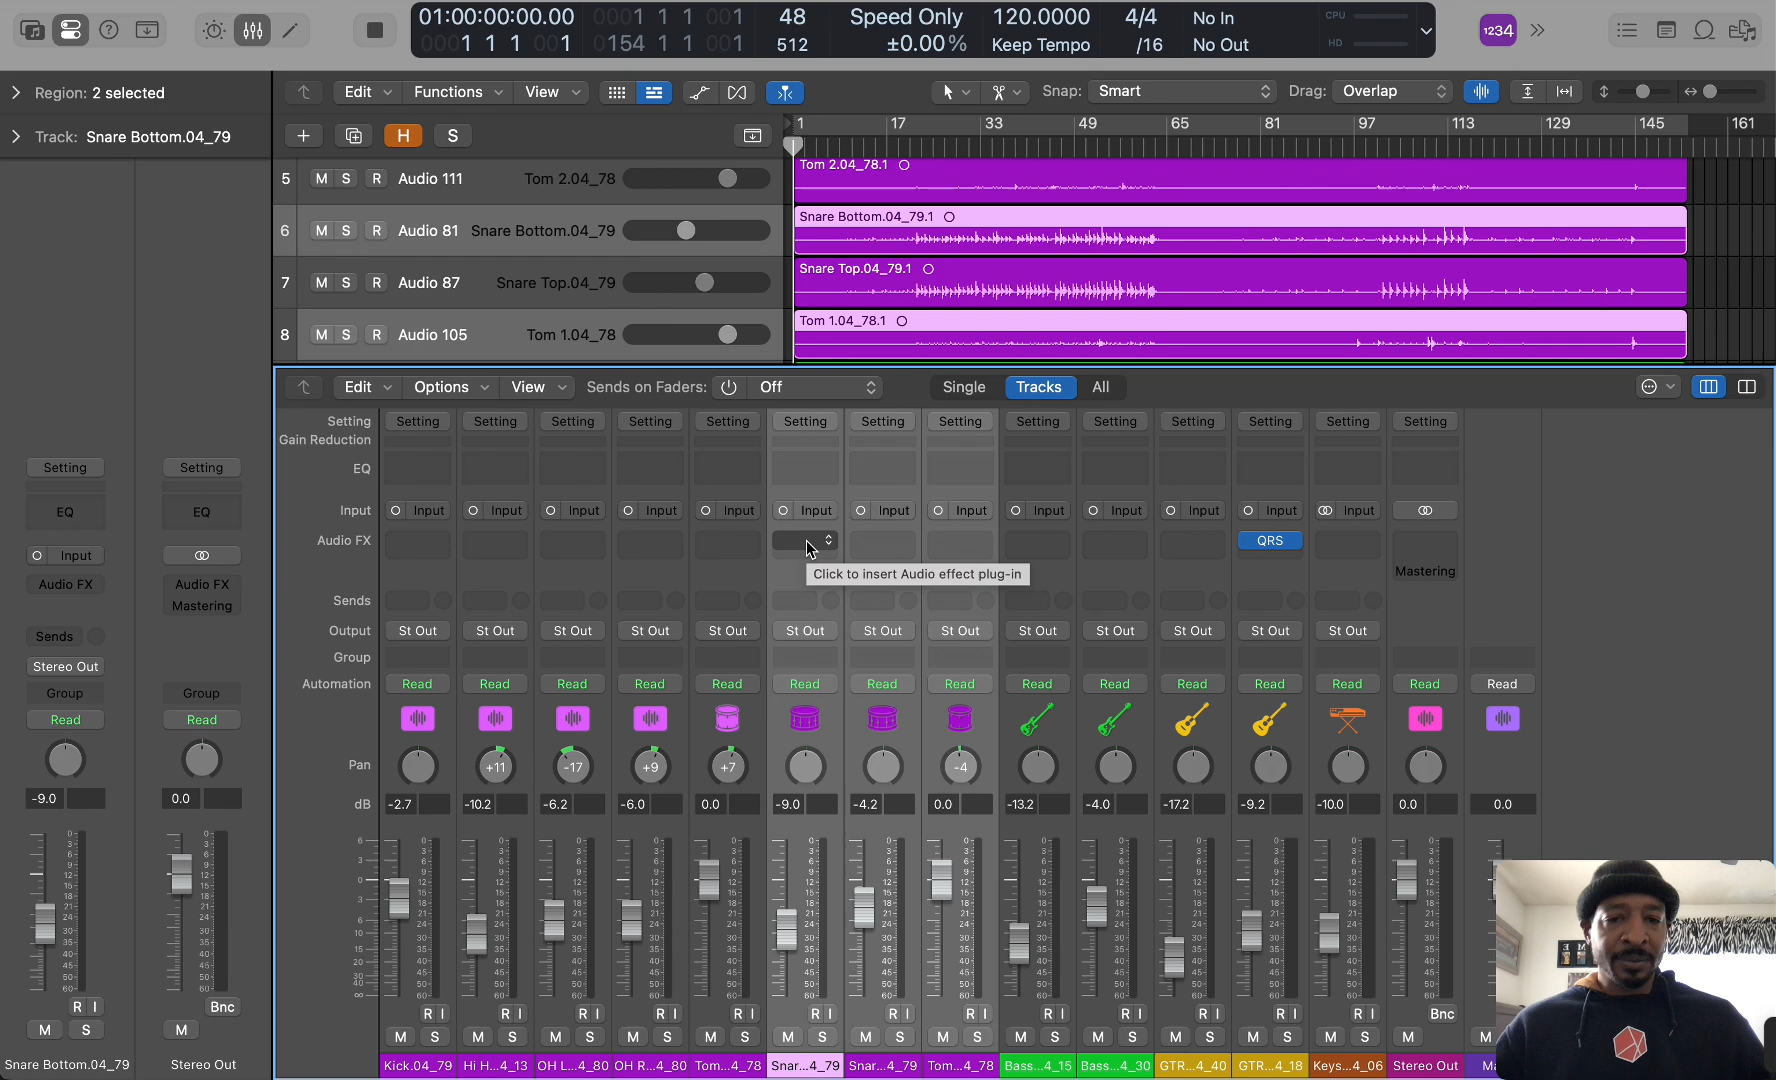 01:00:00:00.00
0001 1 1 001
0001 1 1 001
0154 1 1 001
48
512
Speed Only
±0.00%
120.0000
Keep Tempo
4/4
/16
No In
No Out
CPU
HD
1234
Region: 2 selected
Edit
Functions
View
Snap: Smart
Drag: Overlap
Track: Snare Bottom.04_79
H
S
1 17 33 49 65 81 97 113 129 145 161
5 M S R Audio 111 Tom 2.04_78
Tom 2.04_78.1
6 M S R Audio 81 Snare Bottom.04_79
Snare Bottom.04_79.1
7 M S R Audio 87 Snare Top.04_79
Snare Top.04_79.1
8 M S R Audio 105 Tom 1.04_78
Tom 1.04_78.1
Edit Options View Sends on Faders: Off Single Tracks All
Setting Setting Setting Setting Setting Setting Setting Setting Setting Setting Setting Setting Setting Setting Setting
Gain Reduction
EQ
Input Input Input Input Input Input Input Input Input Input Input Input Input Input
Audio FX QRS
Click to insert Audio effect plug-in
Mastering
Sends
Output St Out St Out St Out St Out St Out St Out St Out St Out St Out St Out St Out St Out St Out
Group
Automation Read Read Read Read Read Read Read Read Read Read Read Read Read Read Read
Pan +11 -17 +9 +7 -4
dB -2.7 -10.2 -6.2 -6.0 0.0 -9.0 -4.2 0.0 -13.2 -4.0 -17.2 -9.2 -10.0 0.0 0.0
R I R I R I R I R I R I R I R I R I R I R I R I R I Bnc
M S M S M S M S M S M S M S M S M S M S M S M S M S M M
Kick.04_79 Hi H...4_13 OH L...4_80 OH R...4_80 Tom...4_78 Snar...4_79 Snar...4_79 Tom...4_78 Bass...4_15 Bass...4_30 GTR...4_40 GTR...4_18 Keys...4_06 Stereo Out
Setting Setting
EQ EQ
Input
Audio FX Audio FX
Mastering
Sends
Stereo Out
Group Group
Read Read
-9.0 0.0
R I Bnc
M S M
Snare Bottom.04_79 Stereo Out